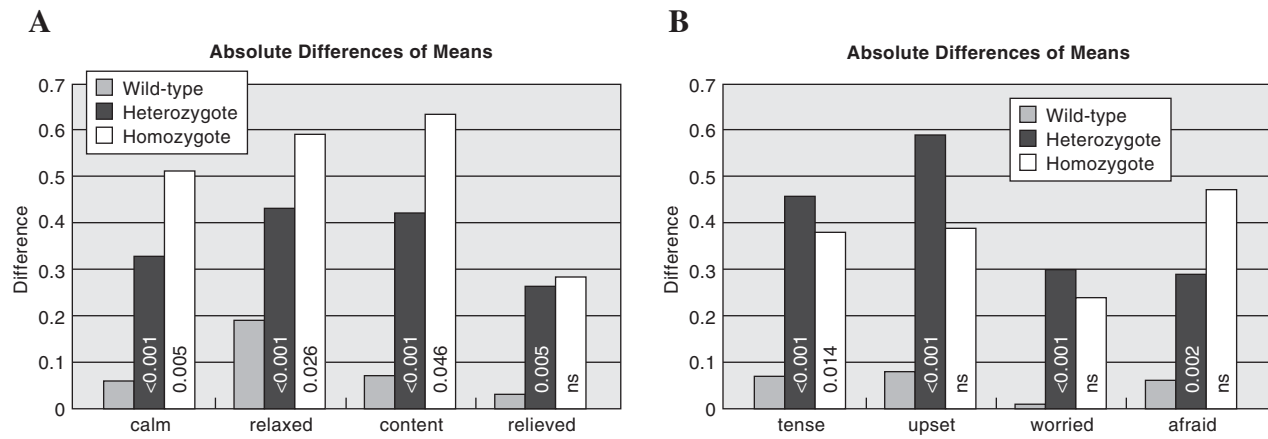 A
Absolute Differences of Means
Wild-type
Heterozygote
Homozygote
Difference
0.7
0.6
0.5
0.4
0.3
0.2
0.1
0
<0.001
0.005
<0.001
0.026
<0.001
0.046
0.005
ns
calm
relaxed
content
relieved
B
Absolute Differences of Means
Wild-type
Heterozygote
Homozygote
Difference
0.7
0.6
0.5
0.4
0.3
0.2
0.1
0
<0.001
0.014
<0.001
ns
<0.001
ns
0.002
ns
tense
upset
worried
afraid